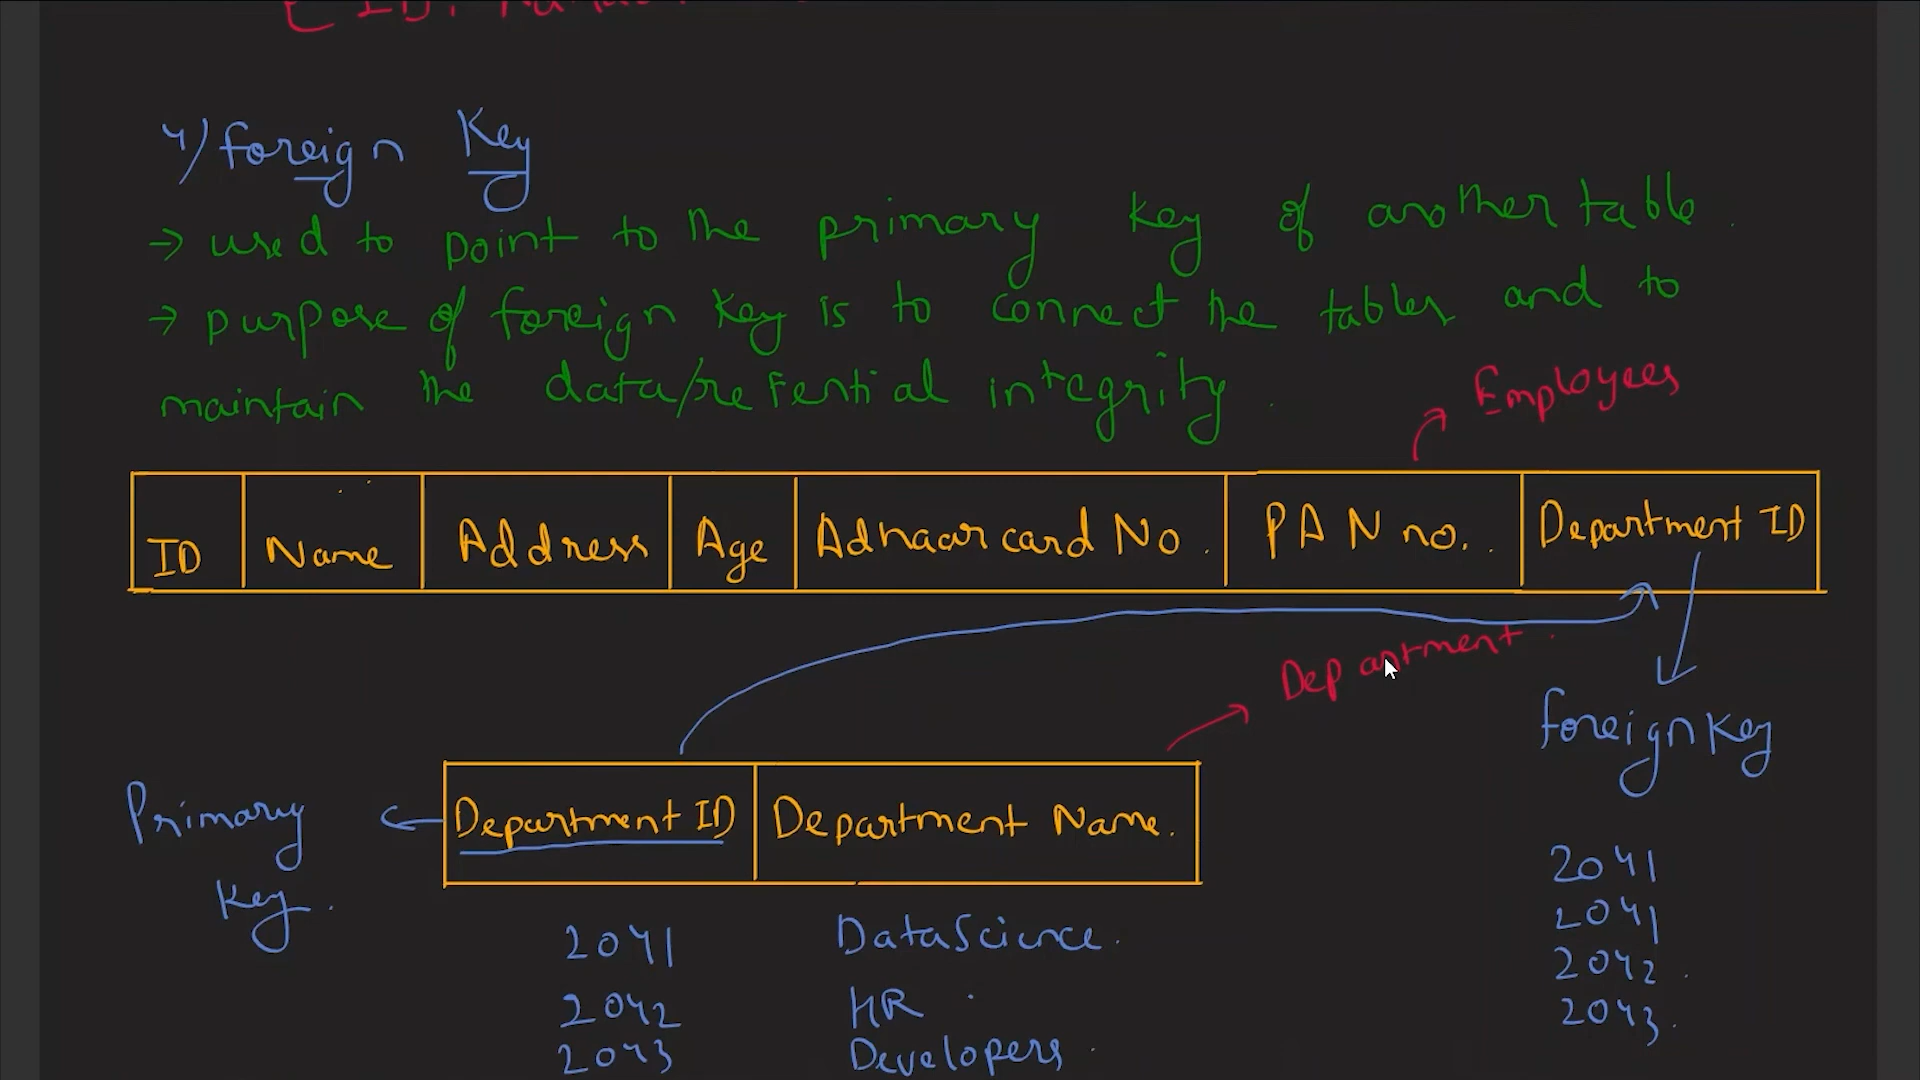 4) Foreign Key
→ used to point to the primary key of another table.
→ purpose of foreign key is to connect the tables and to
maintain the data/refential integrity.
Employees
ID Name Address Age Adhaar card No. PAN no. Department ID
Department.
Foreign Key
Primary Key.
Department ID Department Name.
2041 DataScience.
2042 HR
2043 Developers.
2041
2041
2042
2043